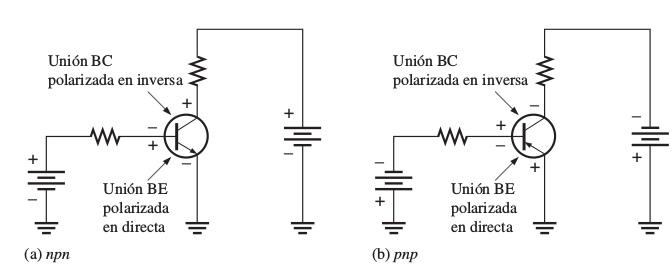 Unión BC
polarizada en inversa
+
−
+
−
+
−
+
−
Unión BE
polarizada
en directa
(a) npn
Unión BC
polarizada en inversa
−
+
−
+
−
+
−
+
Unión BE
polarizada
en directa
(b) pnp